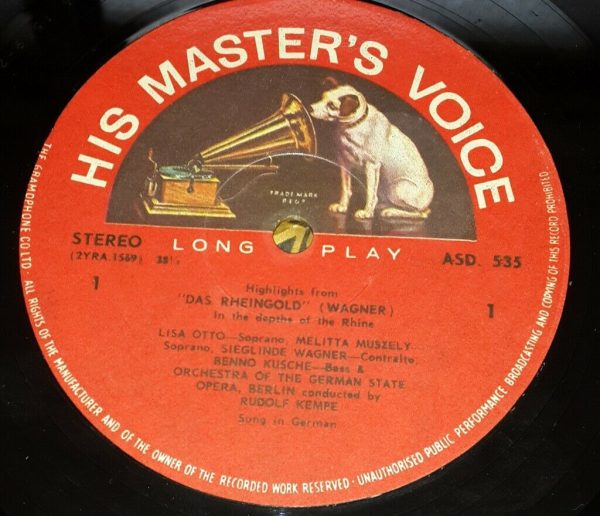 HIS MASTER'S VOICE
TRADE MARK
REGD
STEREO
LONG PLAY
ASD. 535
(2YRA.1569) 33⅓
1
1
Highlights from
"DAS RHEINGOLD" (WAGNER)
In the depths of the Rhine
LISA OTTO—Soprano, MELITTA MUSZELY—
Soprano, SIEGLINDE WAGNER—Contralto,
BENNO KUSCHE—Bass &
ORCHESTRA OF THE GERMAN STATE
OPERA, BERLIN conducted by
RUDOLF KEMPE
Sung in German
THE GRAMOPHONE CO LTD. ALL RIGHTS OF THE MANUFACTURER AND OF THE OWNER OF THE RECORDED WORK RESERVED · UNAUTHORISED PUBLIC PERFORMANCE BROADCASTING AND COPYING OF THIS RECORD PROHIBITED